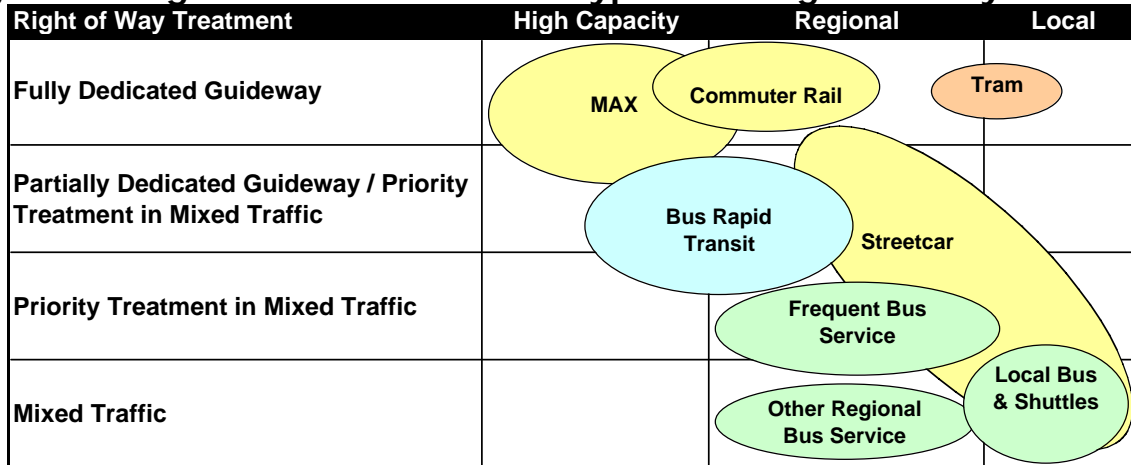 Right of Way Treatment High Capacity Regional Local
Fully Dedicated Guideway
MAX
Commuter Rail
Tram
Partially Dedicated Guideway / Priority
Treatment in Mixed Traffic
Bus Rapid
Transit
Streetcar
Priority Treatment in Mixed Traffic
Frequent Bus
Service
Mixed Traffic
Other Regional
Bus Service
Local Bus
& Shuttles